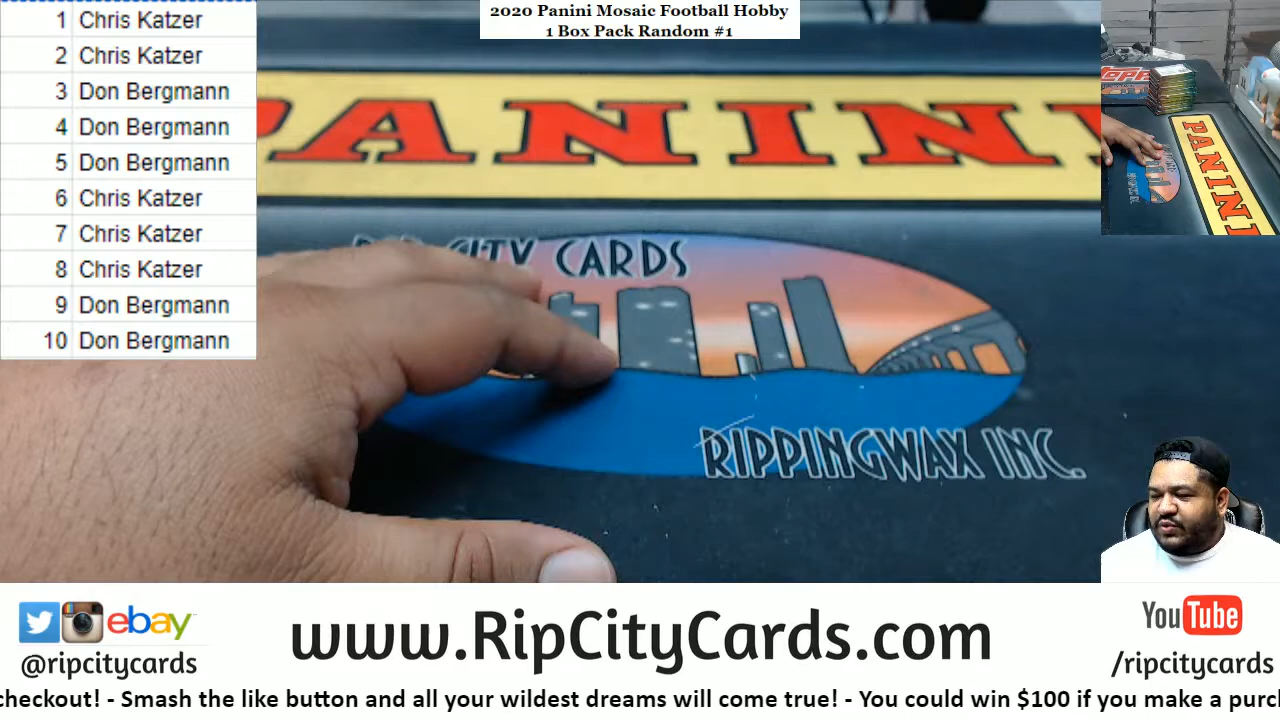 1 Chris Katzer
2 Chris Katzer
3 Don Bergmann
4 Don Bergmann
5 Don Bergmann
6 Chris Katzer
7 Chris Katzer
8 Chris Katzer
9 Don Bergmann
10 Don Bergmann
2020 Panini Mosaic Football Hobby
1 Box Pack Random #1
PANINI
CITY CARDS
RIPPINGWAX INC.
PANINI
ebay
@ripcitycards
www.RipCityCards.com
YouTube
/ripcitycards
checkout! - Smash the like button and all your wildest dreams will come true! - You could win $100 if you make a